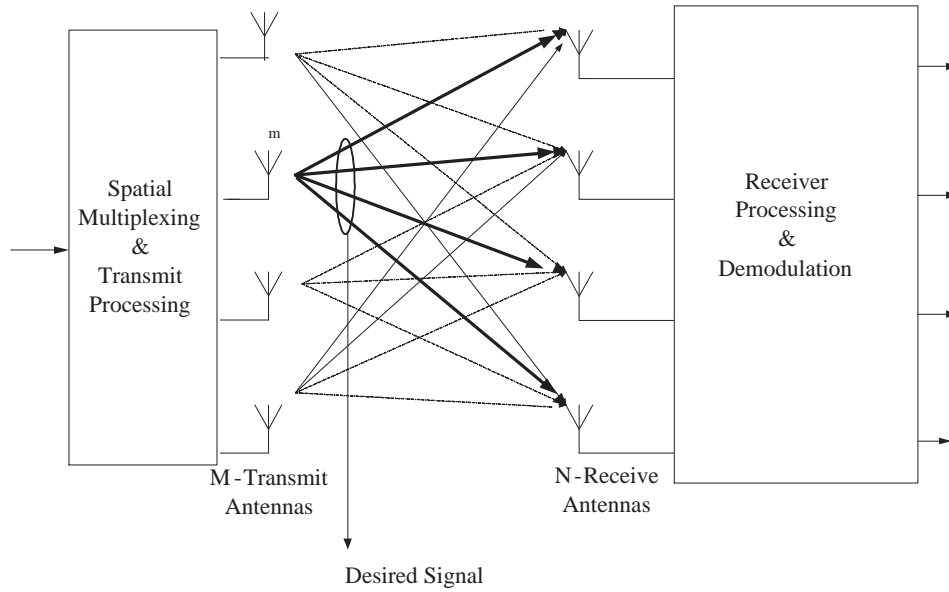 m
Spatial
Multiplexing
&
Transmit
Processing
Receiver
Processing
&
Demodulation
M-Transmit
Antennas
N-Receive
Antennas
Desired Signal